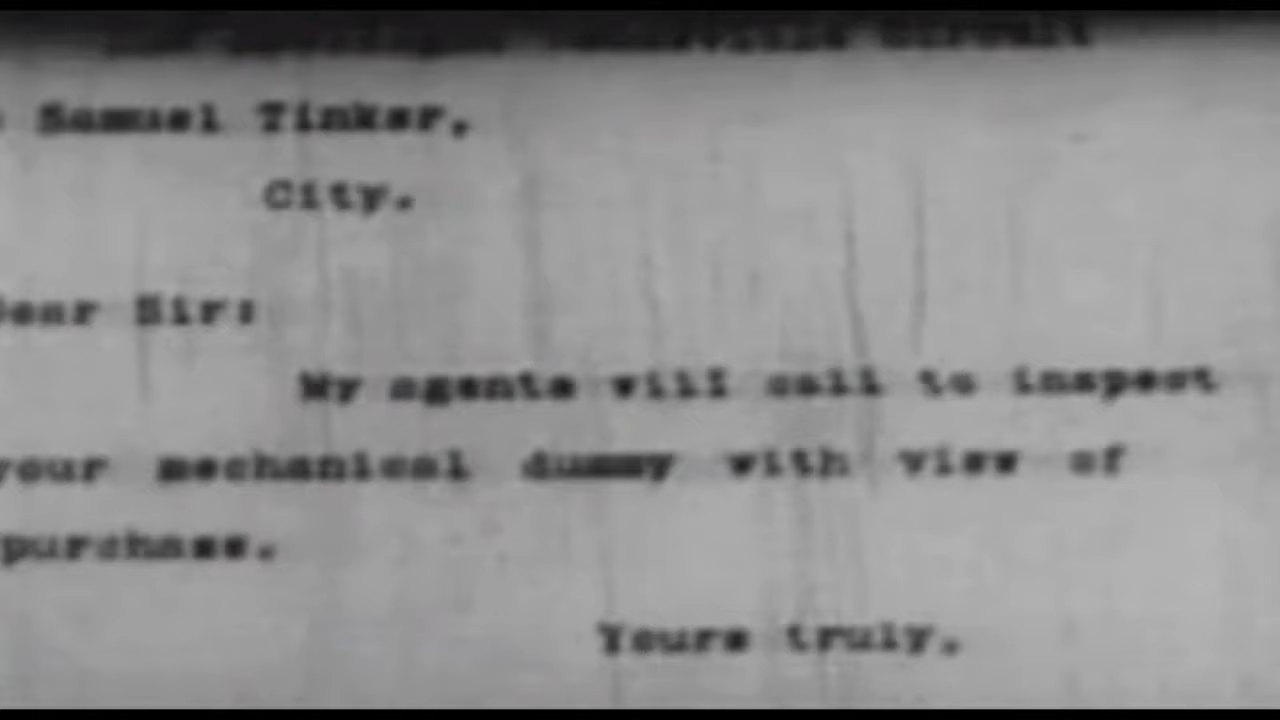 Samuel Tinker,
City.
Dear Sir:
My agents will call to inspect
your mechanical dummy with view of
purchase.
Yours truly,